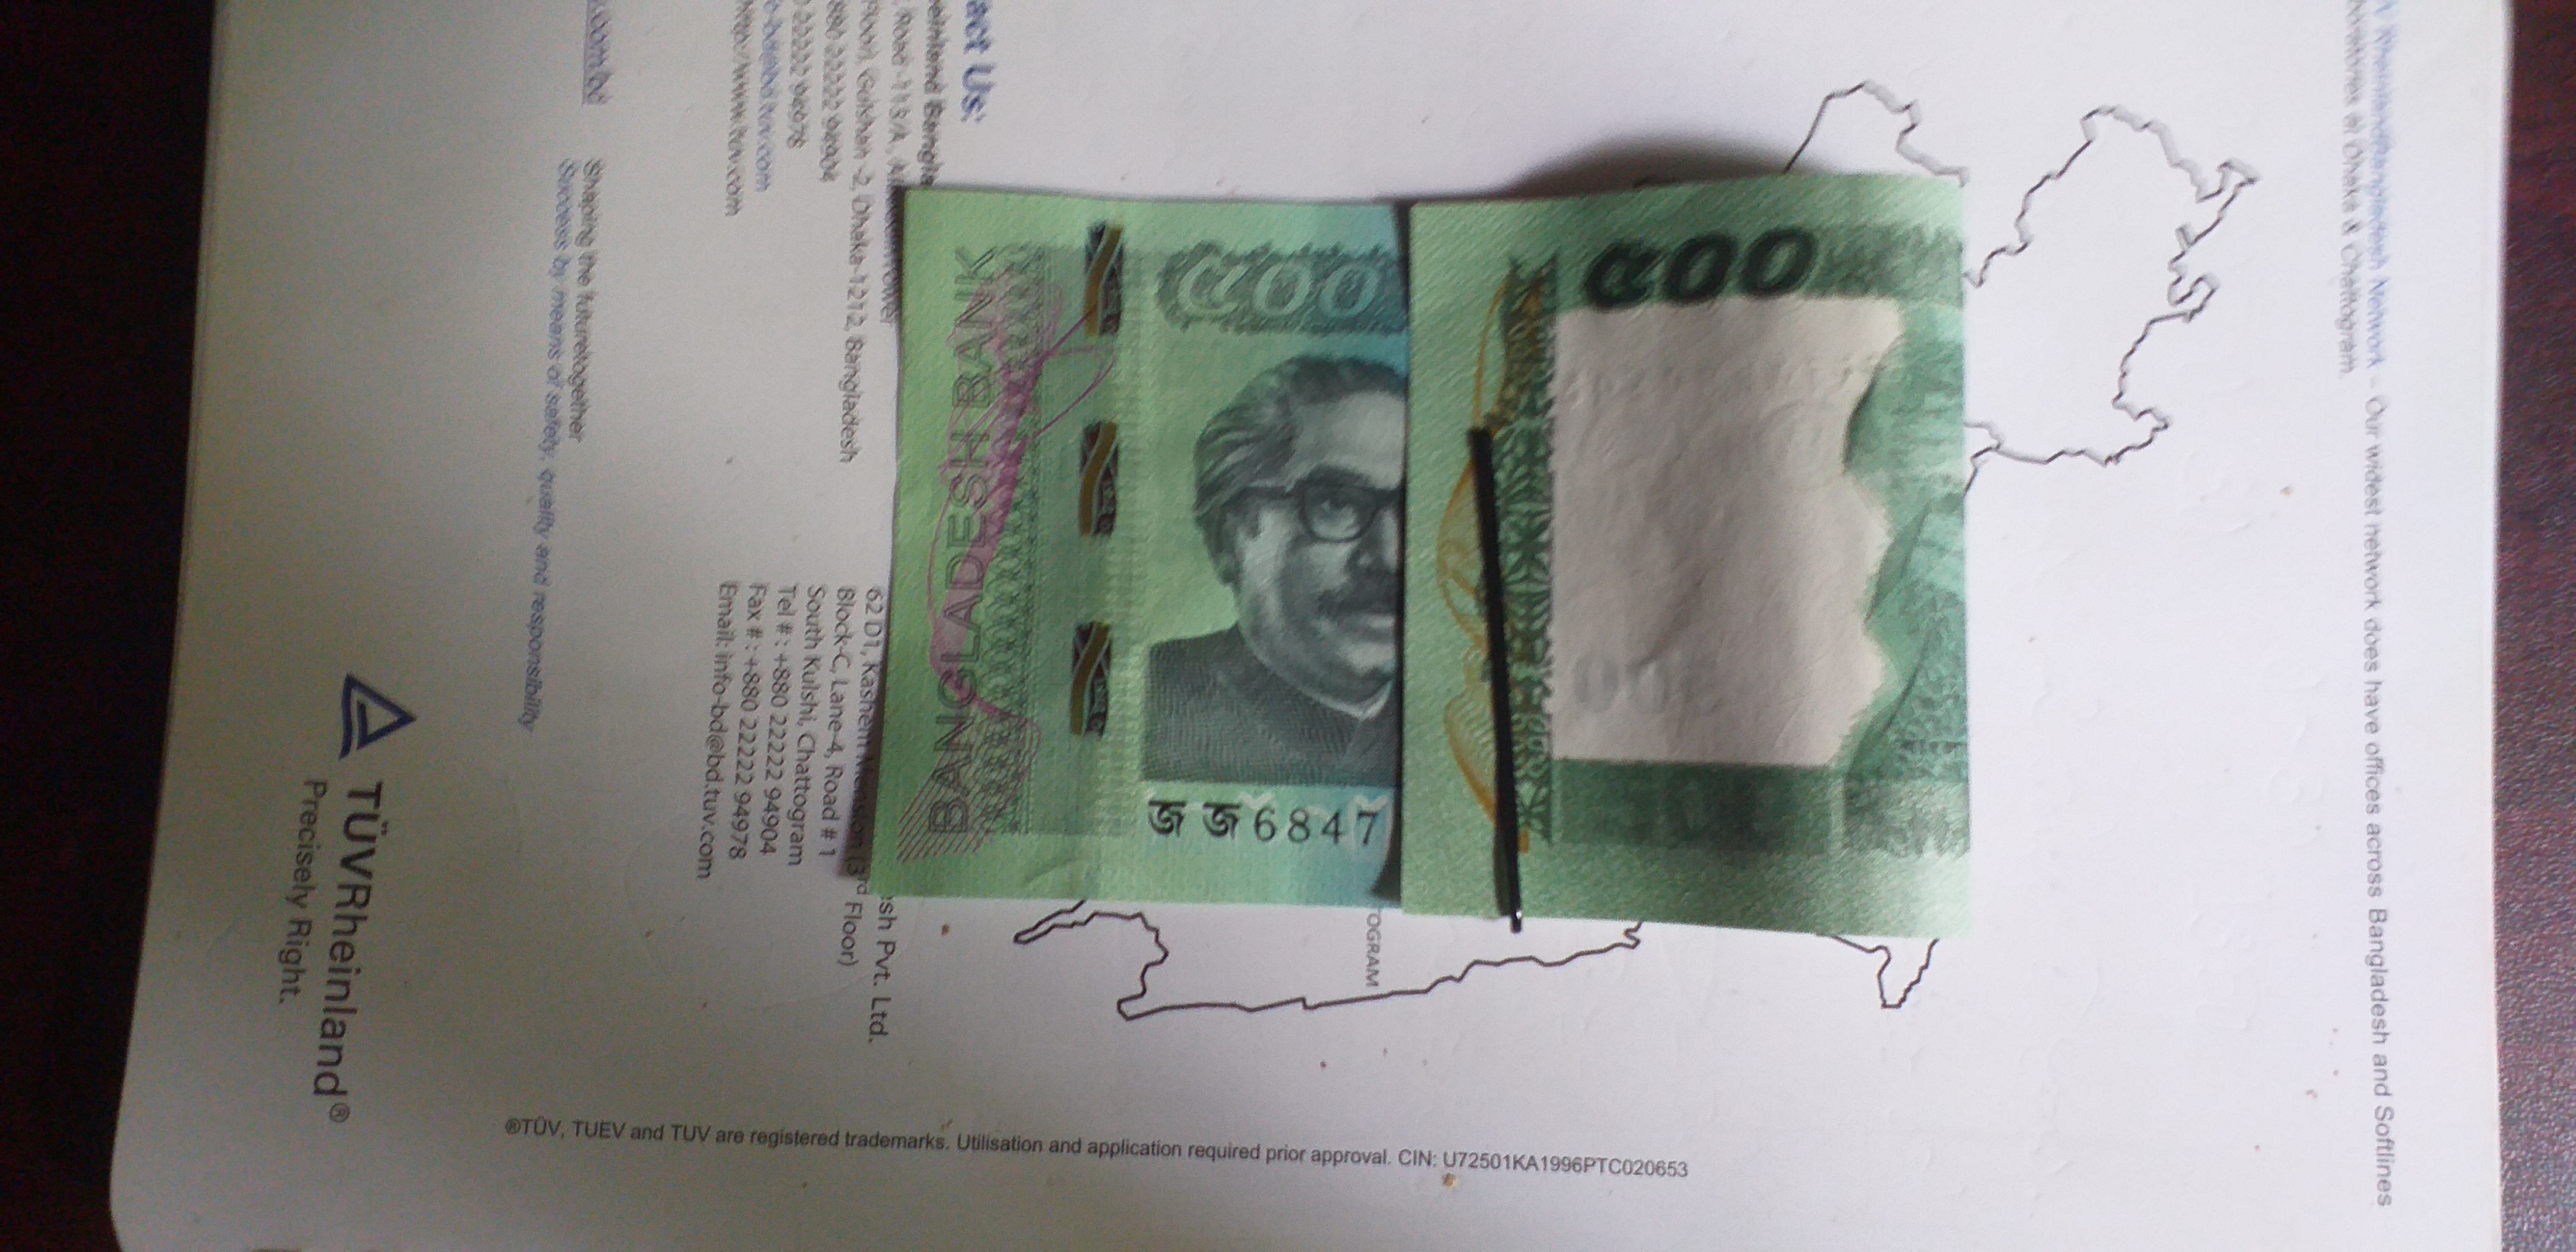 Bangladesh Network – Our widest network does have offices across Bangladesh and Softlines
at Dhaka & Chattogram.
OGRAM
act Us:
einland Bangla
esh Pvt. Ltd.
Road -113/A,
62 D1, Kashem Mension (3rd Floor)
Floor), Gulshan -2, Dhaka-1212, Bangladesh
Block-C, Lane-4, Road # 1
880 22222 94904
South Kulshi, Chattogram
22222 94978
Tel # : +880 22222 94904
o-bd@bd.tuv.com
Fax # : +880 22222 94978
http://www.tuv.com
Email: info-bd@bd.tuv.com
.com/bd
Shaping the futuretogether
Success by means of safety, quality and responsibility
TÜVRheinland®
Precisely Right.
®TÜV, TUEV and TUV are registered trademarks. Utilisation and application required prior approval. CIN: U72501KA1996PTC020653
BANGLADESH BANK
৫০০
জজ 6847
৫০০